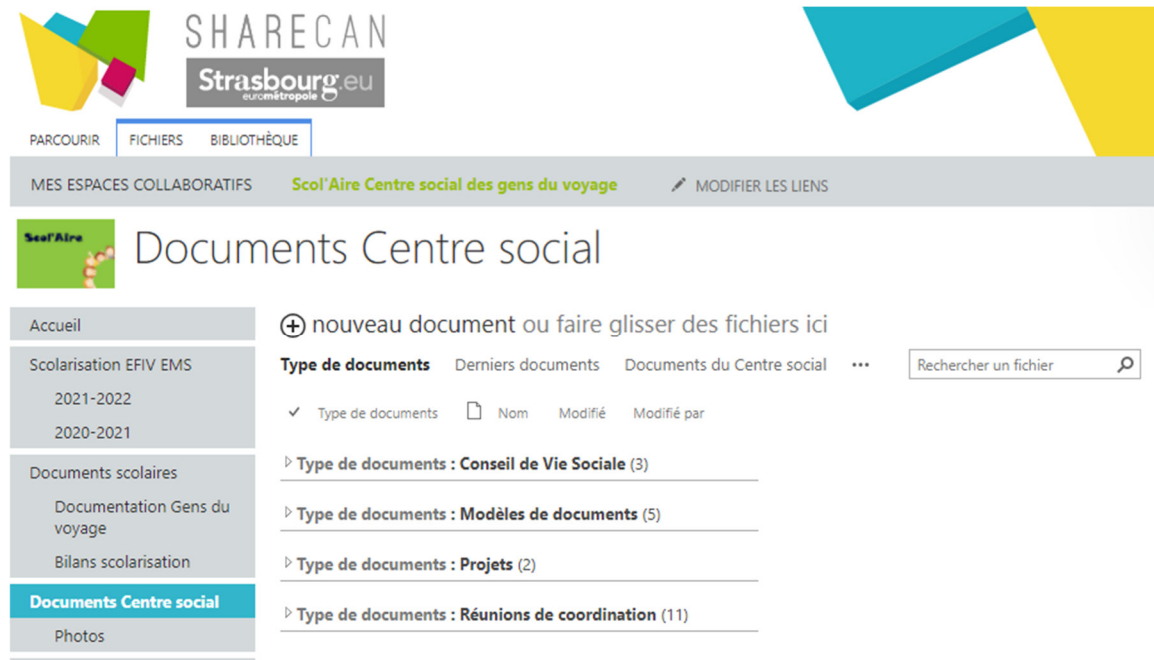 SHARECAN
Strasbourg.eu
eurométropole
PARCOURIR FICHIERS BIBLIOTHÈQUE
MES ESPACES COLLABORATIFS Scol'Aire Centre social des gens du voyage MODIFIER LES LIENS
Scol'Aire
Documents Centre social
Accueil
Scolarisation EFIV EMS
2021-2022
2020-2021
Documents scolaires
Documentation Gens du
voyage
Bilans scolarisation
Documents Centre social
Photos
nouveau document ou faire glisser des fichiers ici
Type de documents Derniers documents Documents du Centre social ... Rechercher un fichier
Type de documents Nom Modifié Modifié par
Type de documents : Conseil de Vie Sociale (3)
Type de documents : Modèles de documents (5)
Type de documents : Projets (2)
Type de documents : Réunions de coordination (11)